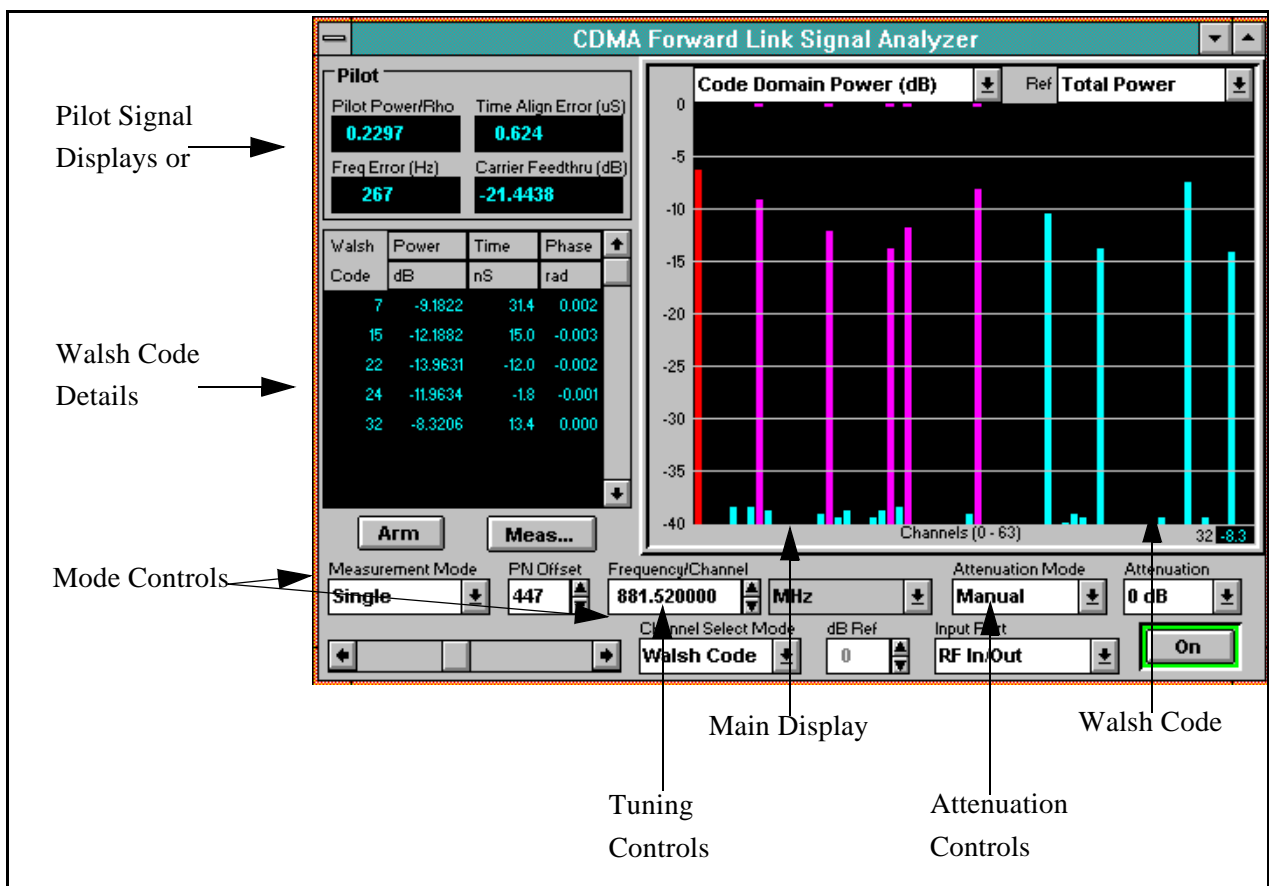 CDMA Forward Link Signal Analyzer
Pilot
Pilot Power/Rho Time Align Error (uS)
0.2297 0.624
Freq Error (Hz) Carrier Feedthru (dB)
267 -21.4438
Code Domain Power (dB) Ref Total Power
0
-5
-10
-15
-20
-25
-30
-35
-40
Channels (0 - 63) 32 -8.3
Pilot Signal
Displays or
Walsh Power Time Phase
Code dB nS rad
7 -9.1822 31.4 0.002
15 -12.1882 15.0 -0.003
22 -13.9631 -12.0 -0.002
24 -11.9634 -1.8 -0.001
32 -8.3206 13.4 0.000
Walsh Code
Details
Arm Meas...
Mode Controls
Measurement Mode PN Offset Frequency/Channel Attenuation Mode Attenuation
Single 447 881.520000 MHz Manual 0 dB
Channel Select Mode dB Ref Input Port
Walsh Code 0 RF In/Out On
Main Display
Walsh Code
Tuning
Controls
Attenuation
Controls